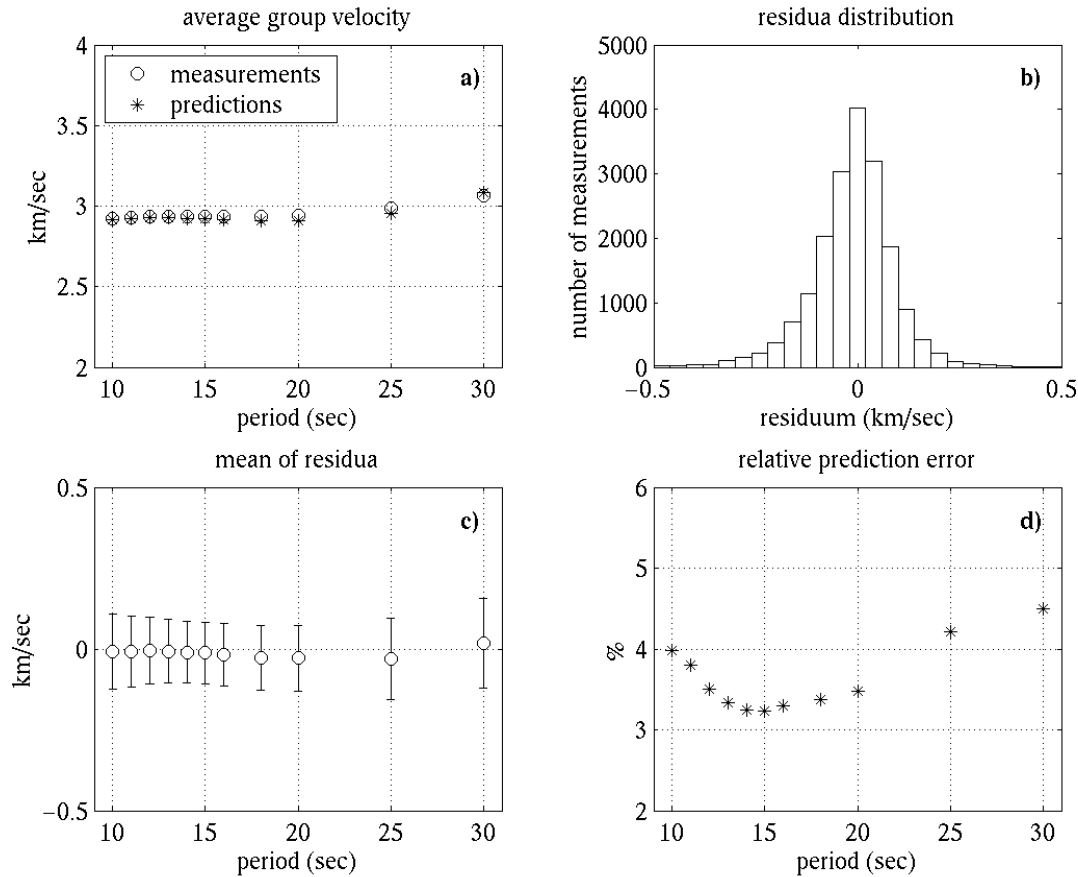 average group velocity
4
3.5
3
2.5
2
km/sec
measurements
predictions
a)
10
15
20
25
30
period (sec)
residua distribution
5000
4000
3000
2000
1000
0
number of measurements
b)
−0.5
0
0.5
residuum (km/sec)
mean of residua
0.5
0
−0.5
km/sec
c)
10
15
20
25
30
period (sec)
relative prediction error
6
5
4
3
2
%
d)
10
15
20
25
30
period (sec)